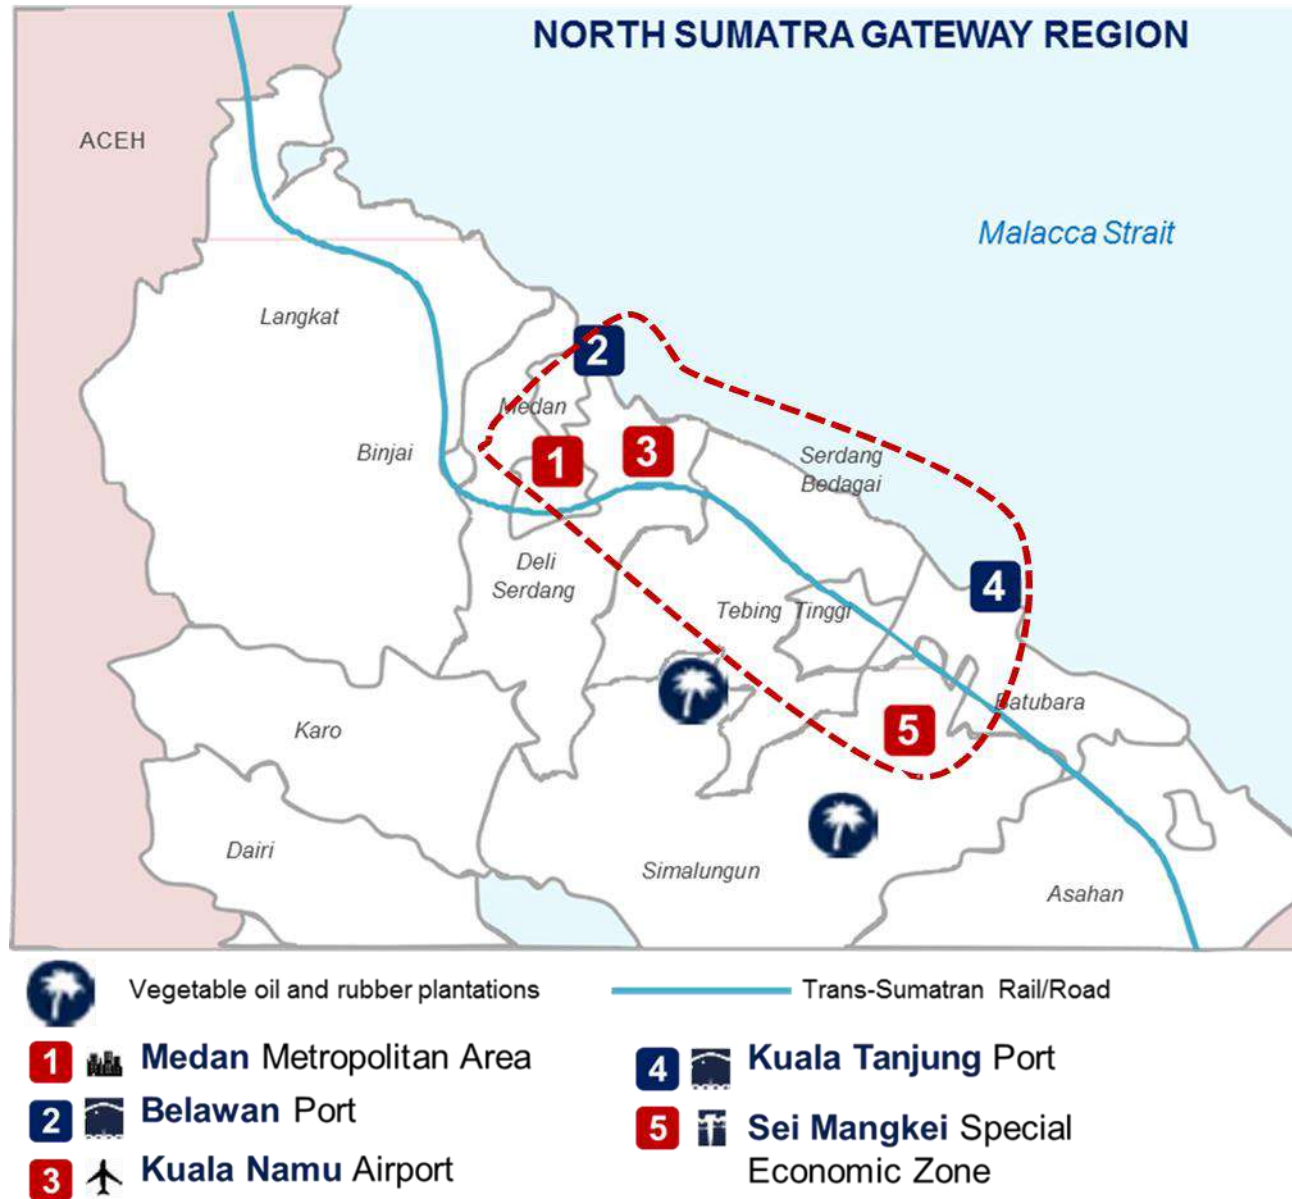 NORTH SUMATRA GATEWAY REGION
ACEH
Malacca Strait
Langkat
2
Medan
Binjai
1
3
Serdang
Bedagai
Deli
Serdang
4
Tebing Tinggi
Karo
5
Batubara
Dairi
Simalungun
Asahan
Vegetable oil and rubber plantations
Trans-Sumatran Rail/Road
1 Medan Metropolitan Area
2 Belawan Port
3 Kuala Namu Airport
4 Kuala Tanjung Port
5 Sei Mangkei Special
Economic Zone